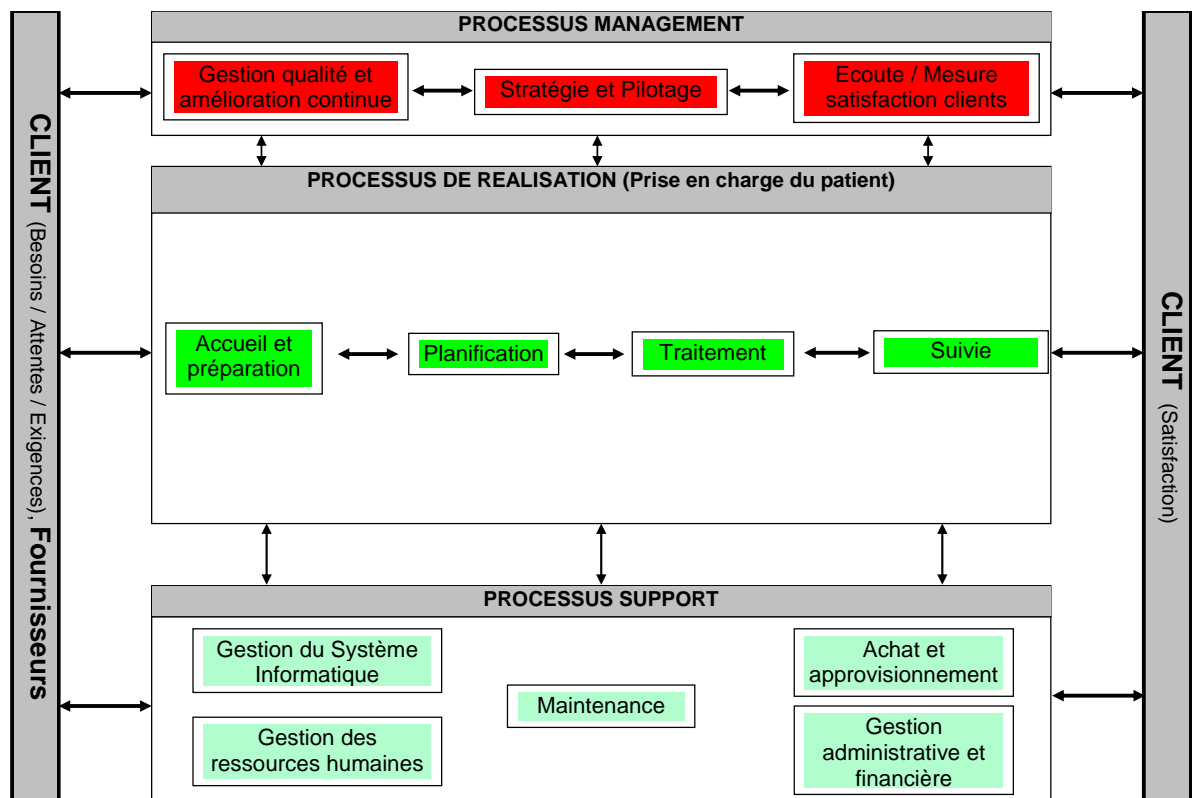 PROCESSUS MANAGEMENT
Gestion qualité et
amélioration continue
Stratégie et Pilotage
Ecoute / Mesure
satisfaction clients
CLIENT (Besoins / Attentes / Exigences), Fournisseurs
PROCESSUS DE REALISATION (Prise en charge du patient)
Accueil et
préparation
Planification
Traitement
Suivie
CLIENT (Satisfaction)
PROCESSUS SUPPORT
Gestion du Système
Informatique
Maintenance
Achat et
approvisionnement
Gestion des
ressources humaines
Gestion
administrative et
financière